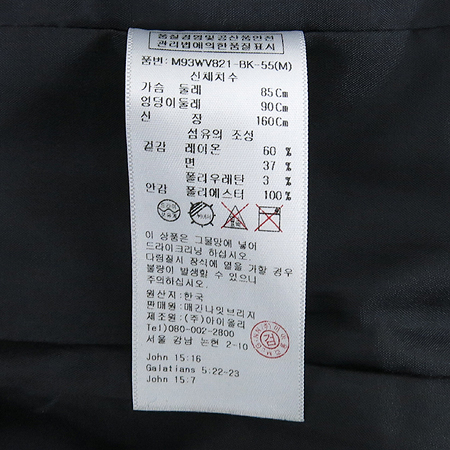 품질경영및공산품안전
관리법에의한품질표시
품번: M93WVB21-BK-55(M)
신체치수
가슴 둘레 85Cm
엉덩이둘레 90Cm
신 장 160Cm
섬유의 조성
겉감 레이온 60 %
면 37 %
폴리우레탄 3 %
안감 폴리에스터 100%
이 상품은 그물망에 넣어
드라이크리닝 하십시오.
다림질시 장식에 열을 가할 경우
불량이 발생할 수 있으니
주의하십시오.
원산지: 한국
판매원: 매긴나잇브리지
제조원: (주)아이올리
Tel)080-002-2800
서울 강남 논현 2-10
John 15:16
Galatians 5:22-23
John 15:7
검